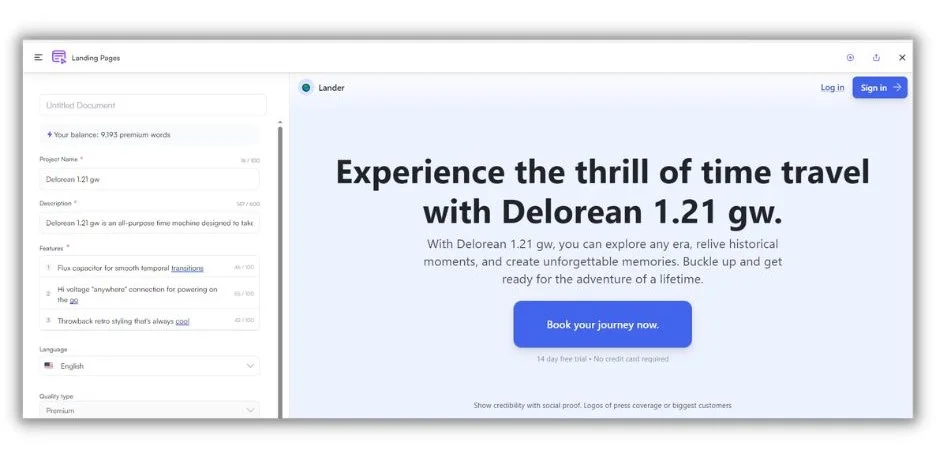 Landing Pages
Untitled Document
Your balance: 9,193 premium words
Project Name *
16 / 100
Delorean 1.21 gw
Description *
147 / 600
Delorean 1.21 gw is an all-purpose time machine designed to take
Features *
1 Flux capacitor for smooth temporal transitions
46 / 100
2 Hi voltage "anywhere" connection for powering on
the go
55 / 100
3 Throwback retro styling that's always cool
42 / 100
Language
English
Quality type
Premium
Lander
Log in
Sign in
Experience the thrill of time travel
with Delorean 1.21 gw.
With Delorean 1.21 gw, you can explore any era, relive historical
moments, and create unforgettable memories. Buckle up and get
ready for the adventure of a lifetime.
Book your journey now.
14 day free trial • No credit card required
Show credibility with social proof. Logos of press coverage or biggest customers